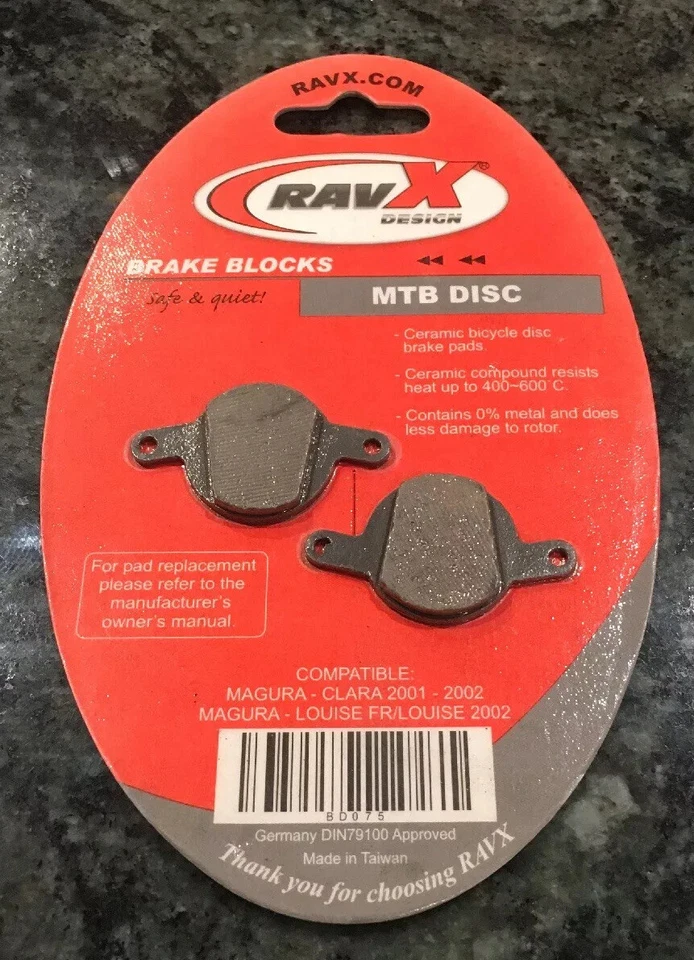 RAVX.COM
RAVX®
DESIGN
BRAKE BLOCKS
Safe & quiet!
MTB DISC
- Ceramic bicycle disc
brake pads.
- Ceramic compound resists
heat up to 400~600°C.
- Contains 0% metal and does
less damage to rotor.
For pad replacement
please refer to the
manufacturer's
owner's manual.
COMPATIBLE:
MAGURA - CLARA 2001 - 2002
MAGURA - LOUISE FR/LOUISE 2002
BD075
Germany DIN79100 Approved
Made in Taiwan
Thank you for choosing RAVX